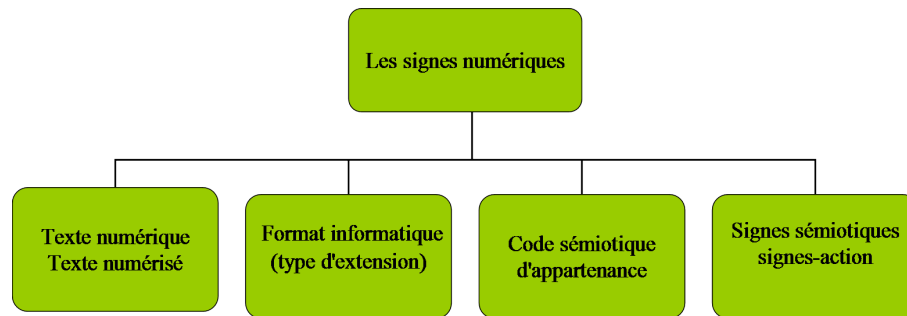 Les signes numériques
Texte numérique
Texte numérisé
Format informatique
(type d'extension)
Code sémiotique
d'appartenance
Signes sémiotiques
signes-action